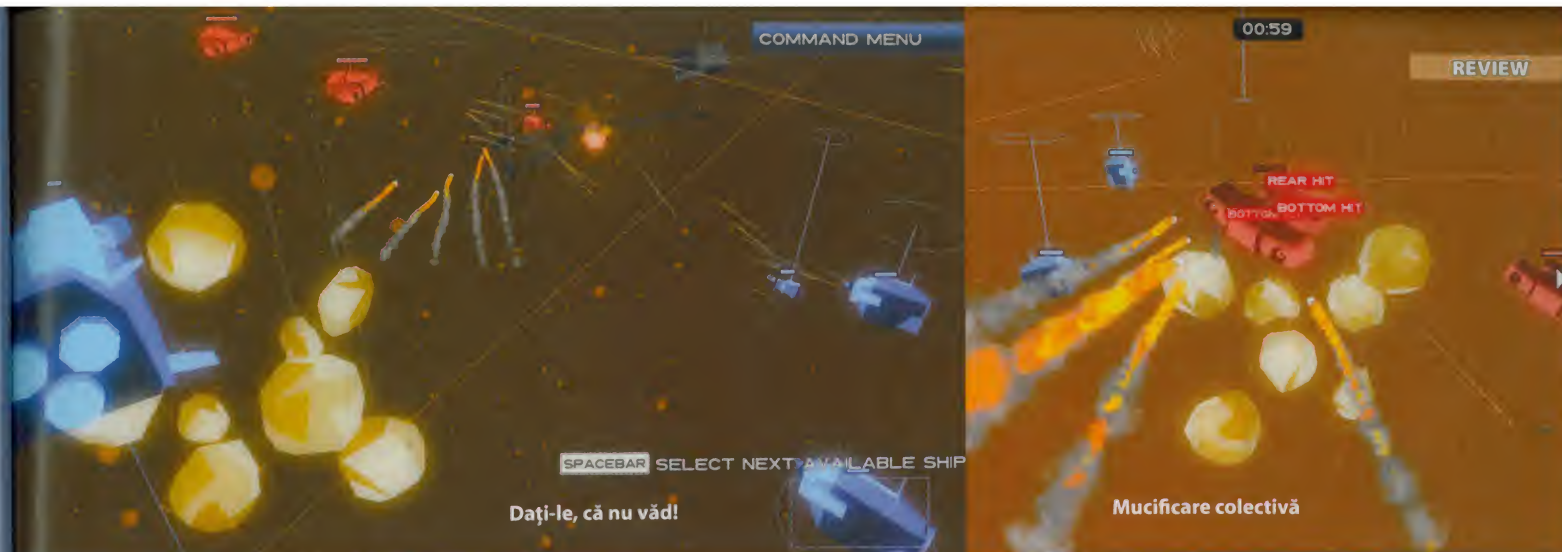 COMMAND MENU
SPACEBAR SELECT NEXT AVAILABLE SHIP
Dați-le, că nu văd!
00:59
REVIEW
REAR HIT
BOTTOM HIT
Mucificare colectivă